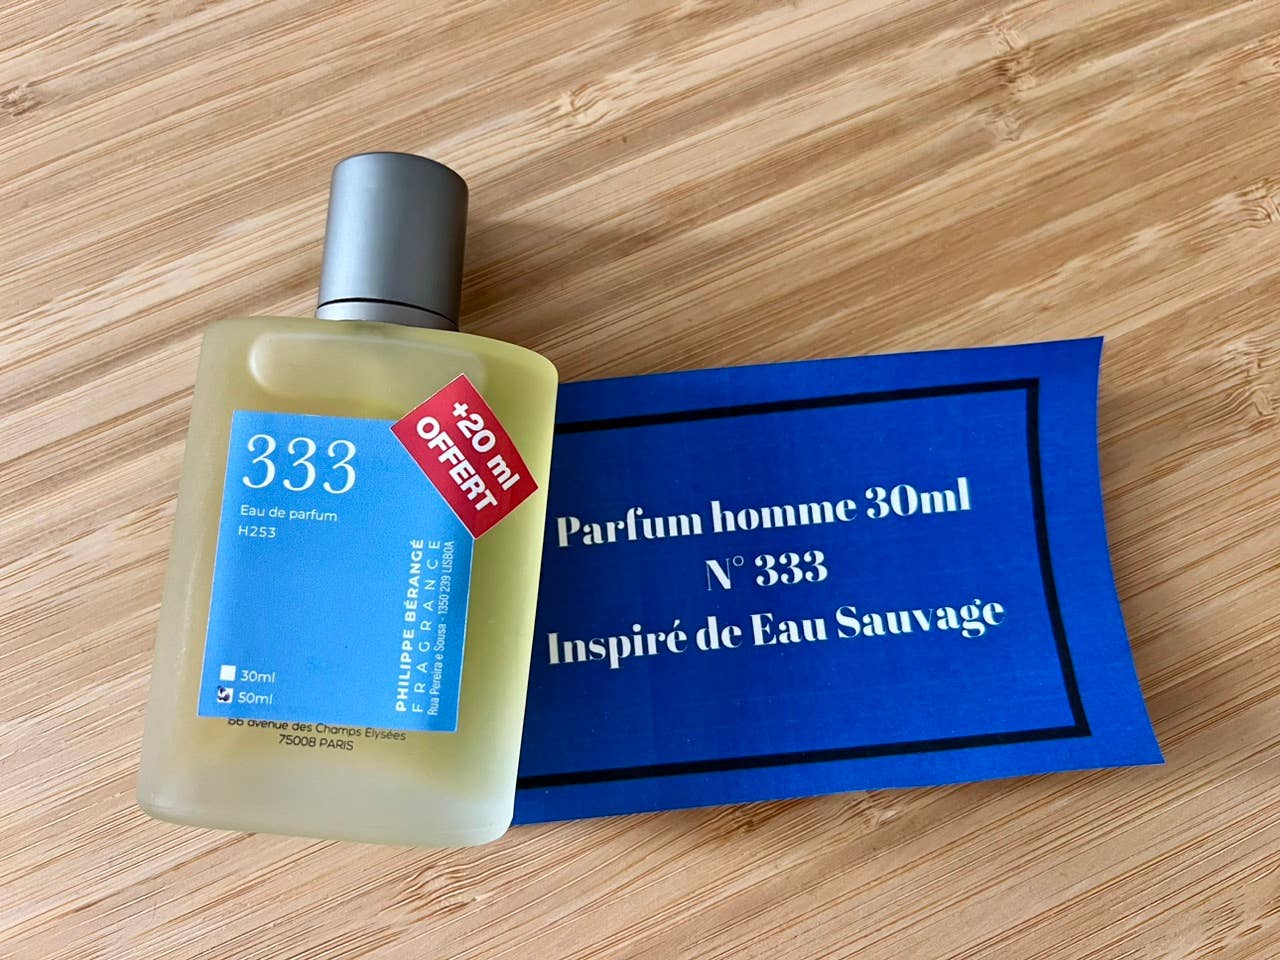 333
Eau de parfum
H253
+20 ml
OFFERT
PHILIPPE BÉRANGÉ
FRAGRANCE
Rua Pereira e Sousa - 1350 239 LISBOA
30ml
50ml
56 avenue des Champs Elysées
75008 PARIS
Parfum homme 30ml
N° 333
Inspiré de Eau Sauvage